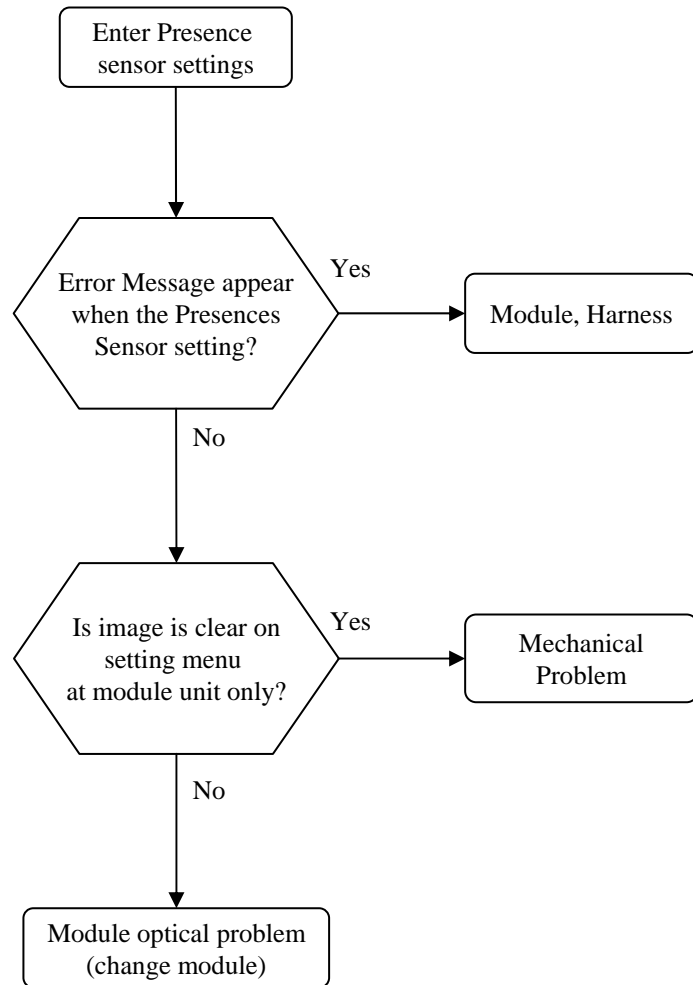 Enter Presence
sensor settings
Error Message appear
when the Presences
Sensor setting?
Yes
Module, Harness
No
Is image is clear on
setting menu
at module unit only?
Yes
Mechanical
Problem
No
Module optical problem
(change module)